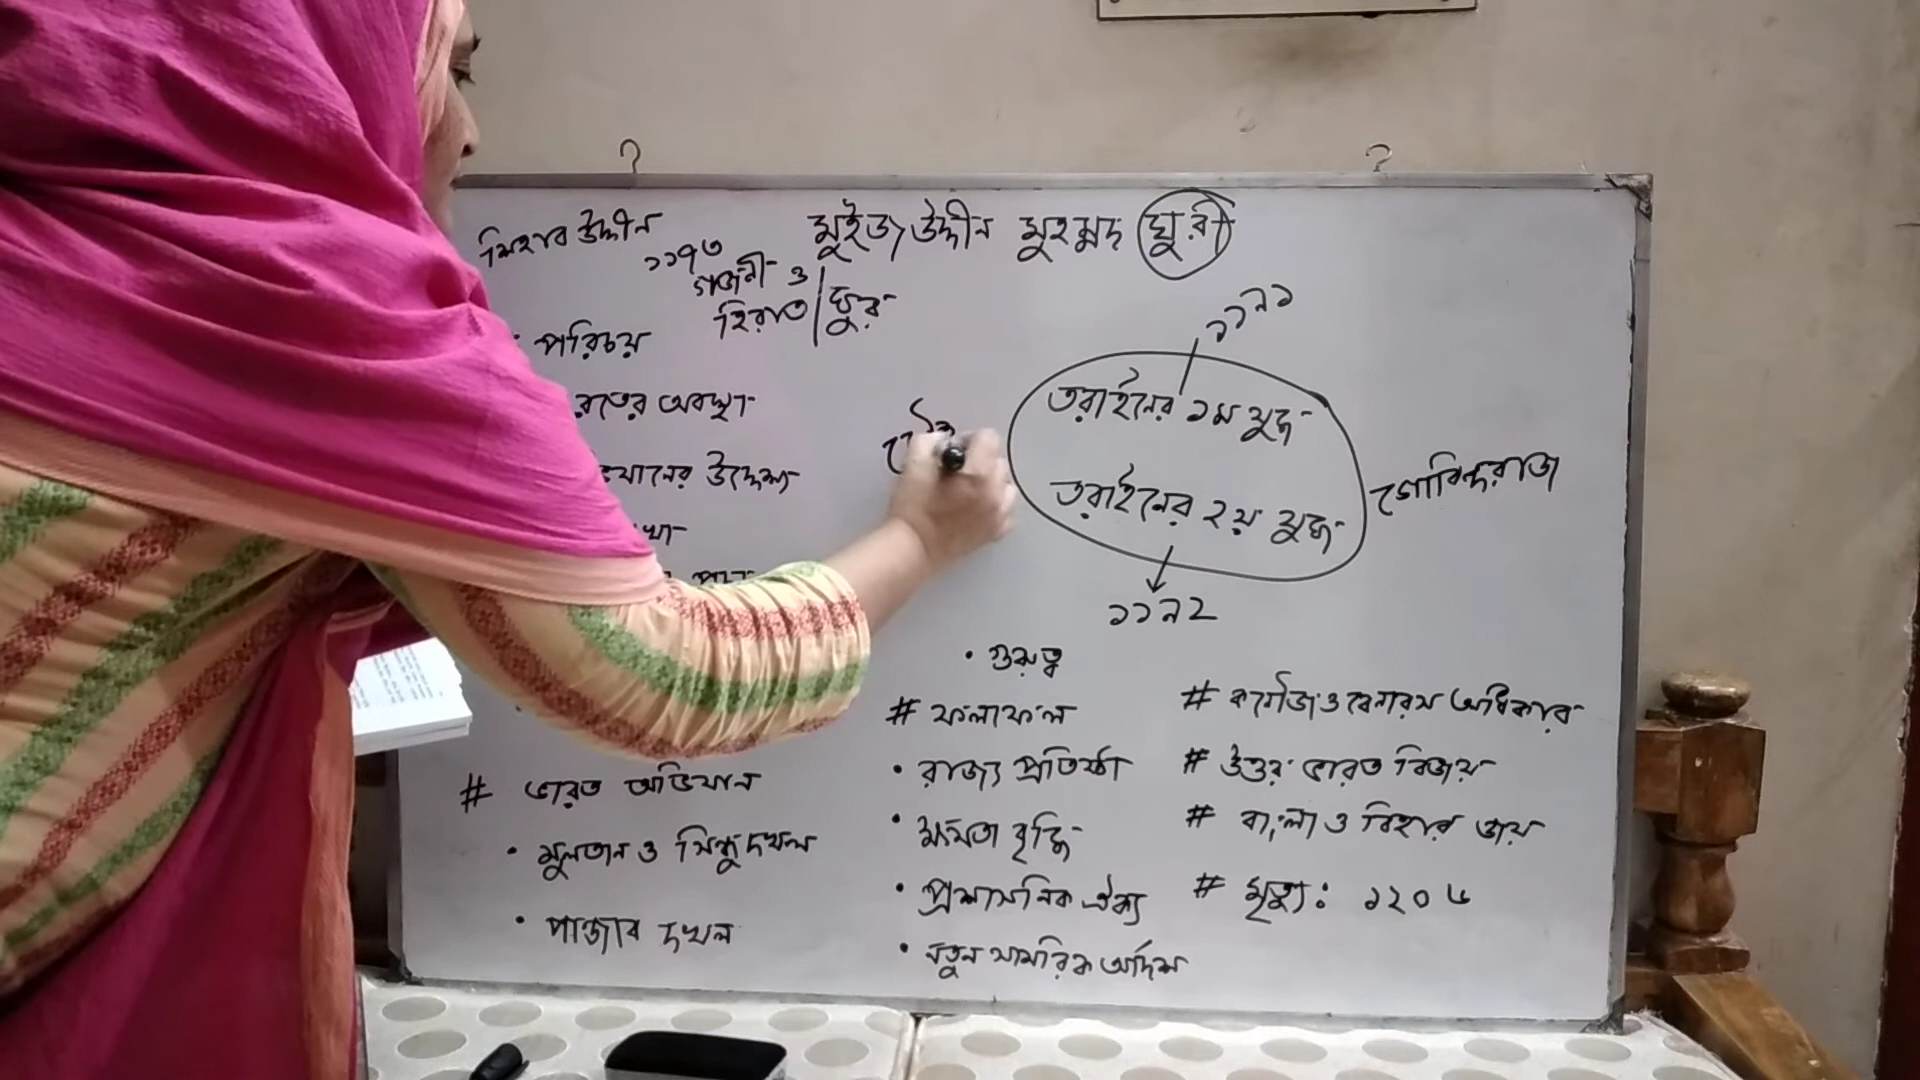 শিহাব উদ্দীন
মুইজ উদ্দীন মুহম্মদ ঘুরী
১১৭৩
গজনী ও
হিরাত | ঘুর
পরিচয়
রতের অবস্থা
যানের উদ্দেশ্য
১১৯১
তরাইনের ১ম যুদ্ধ
তরাইনের ২য় যুদ্ধ
গোবিন্দরাজ
১১৯২
• গুরুত্ব
# ফলাফল
• রাজ্য প্রতিষ্ঠা
• ক্ষমতা বৃদ্ধি
• প্রশাসনিক ঐক্য
• নতুন সামরিক আদর্শ
# কনৌজ ও বেনারস অধিকার
# উত্তর ভারত বিজয়
# বাংলা ও বিহার জয়
# মৃত্যু: ১২০৬
# ভারত অভিযান
• মুলতান ও সিন্ধু দখল
• পাঞ্জাব দখল